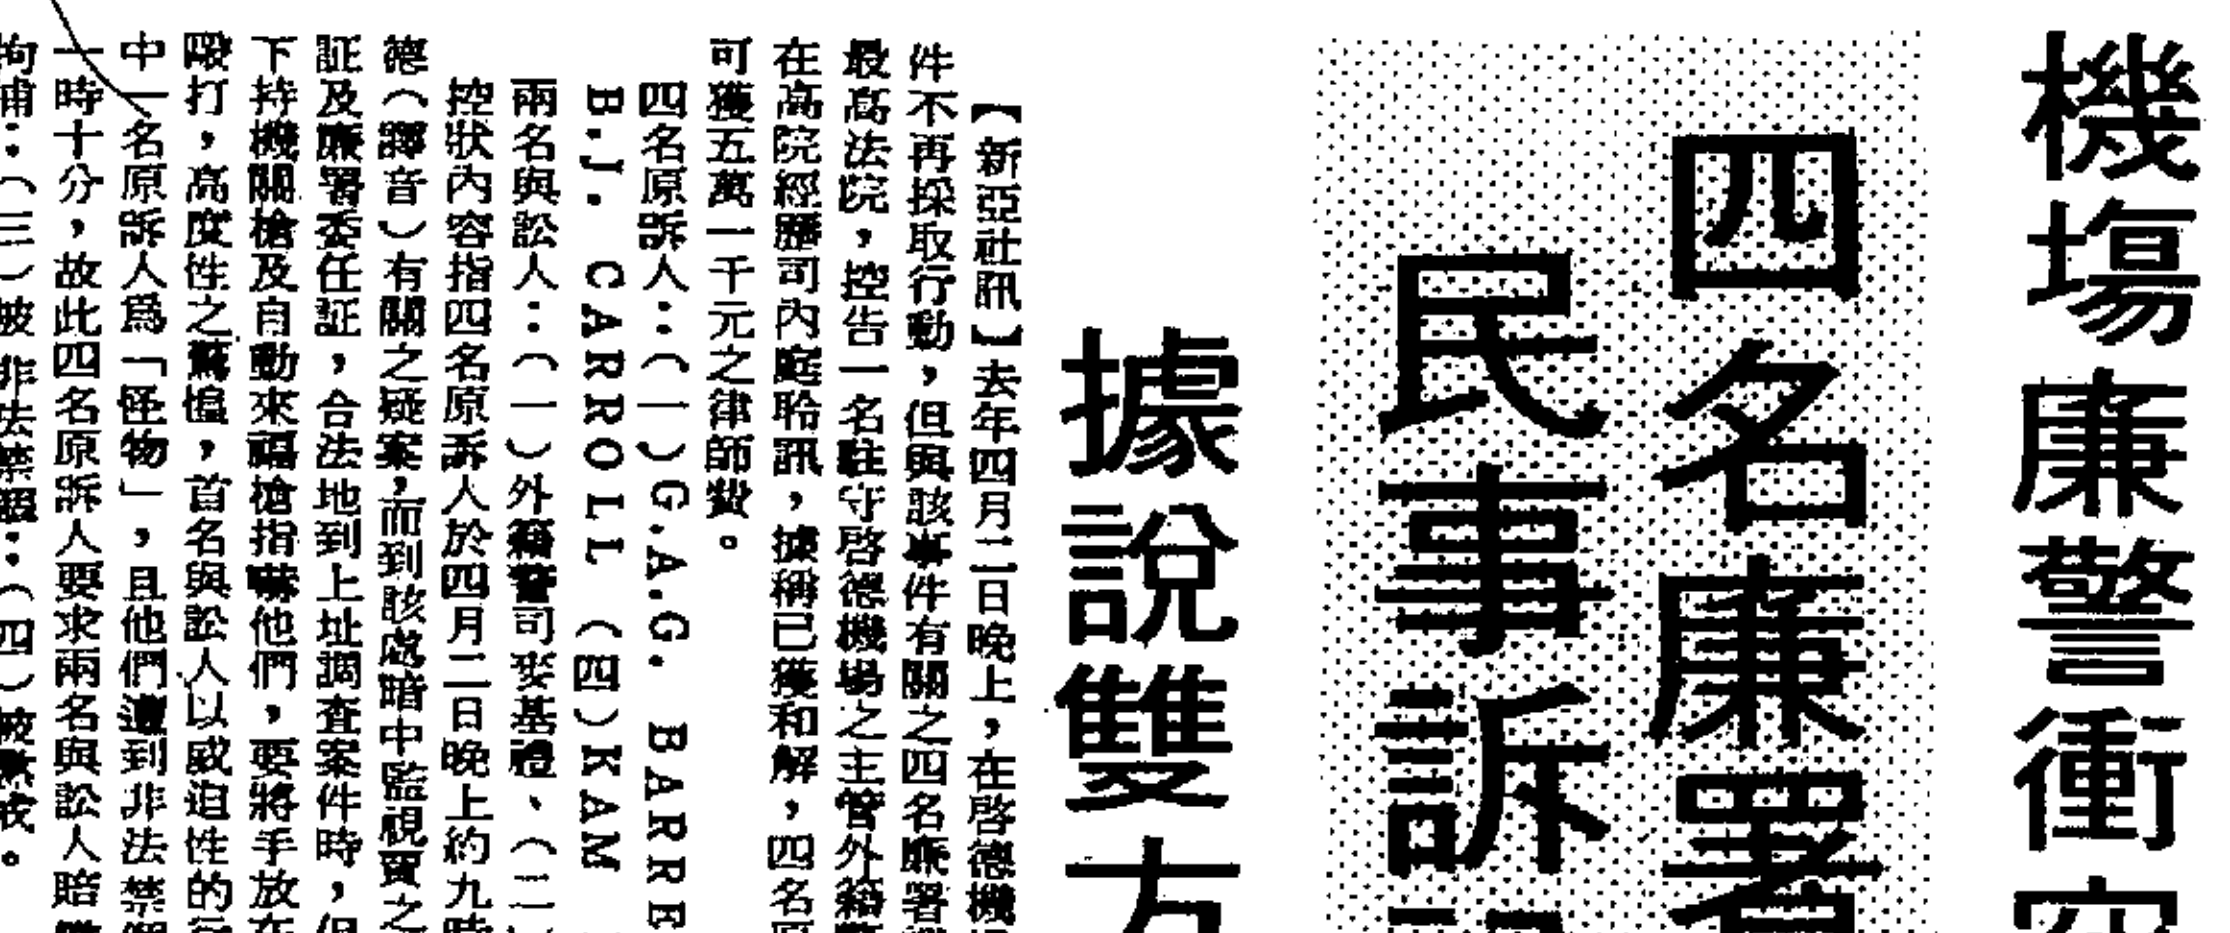 機場廉警衝
四名廉署
民事訴
據說雙方
【新亞社訊】去年四月二日晚上，在啓德機
件不再採取行動，但與該事件有關之四名廉署
最高法院，控告一名駐守啓德機場之主管外籍
在高院經歷司內庭聆訊，據稱已獲和解，四名原
可獲五萬一千元之律師費。
四名原訴人：（一）G.A.G. BARRE
B.J. CARROLL （四）KAM
兩名與訟人：（一）外籍警司麥基禮、（二）
控狀內容指四名原訴人於四月二日晚上約九時
德（譯音）有關之疑案，而到該處暗中監視賈之
証及廉署委任証，合法地到上址調查案件時，但
下持機關槍及自動來福槍指嚇他們，要將手放在
毆打，高度性之驚惶，首名與訟人以威迫性的
中一名原訴人爲「怪物」，且他們遭到非法禁錮
一時十分，故此四名原訴人要求兩名與訟人賠
拘捕：（三）被非法禁錮：（四）被